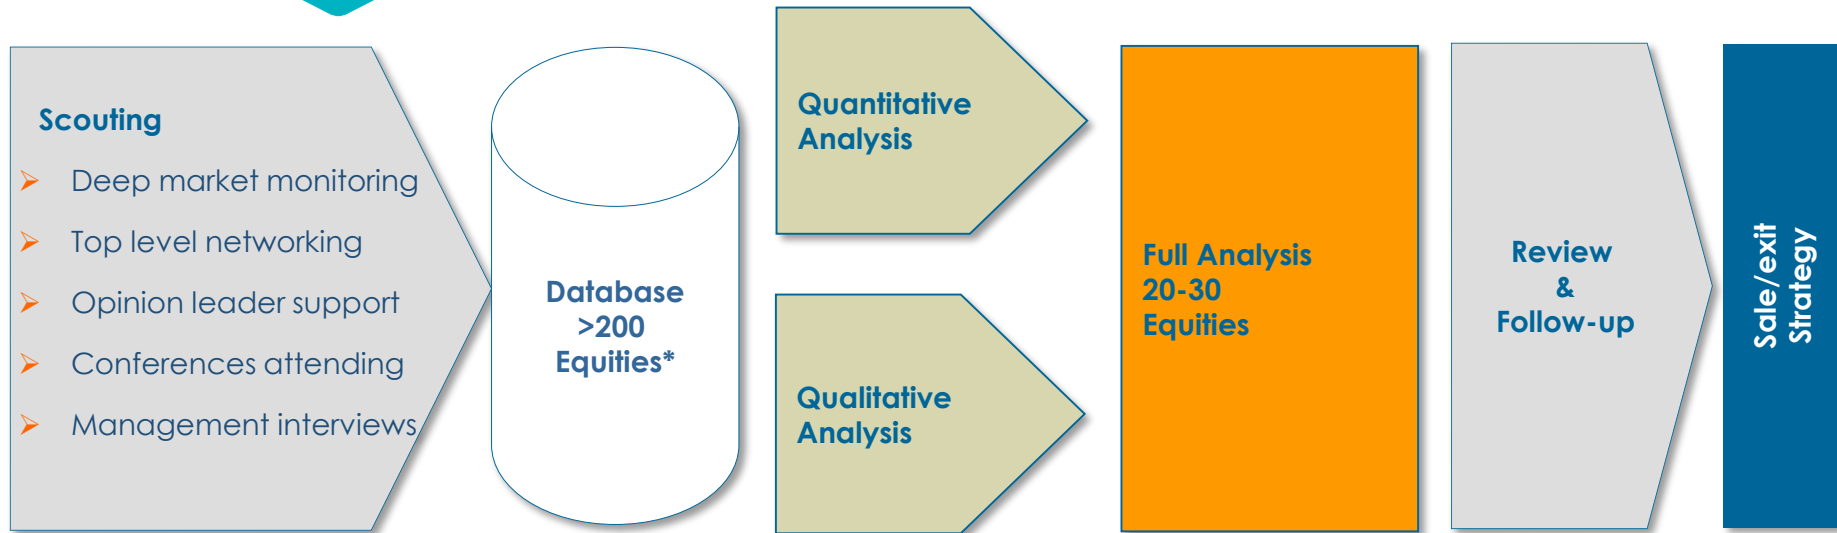 Scouting
Deep market monitoring
Top level networking
Opinion leader support
Conferences attending
Management interviews
Database
>200
Equities*
Quantitative
Analysis
Qualitative
Analysis
Full Analysis
20-30
Equities
Review
&
Follow-up
Sale/exit
Strategy